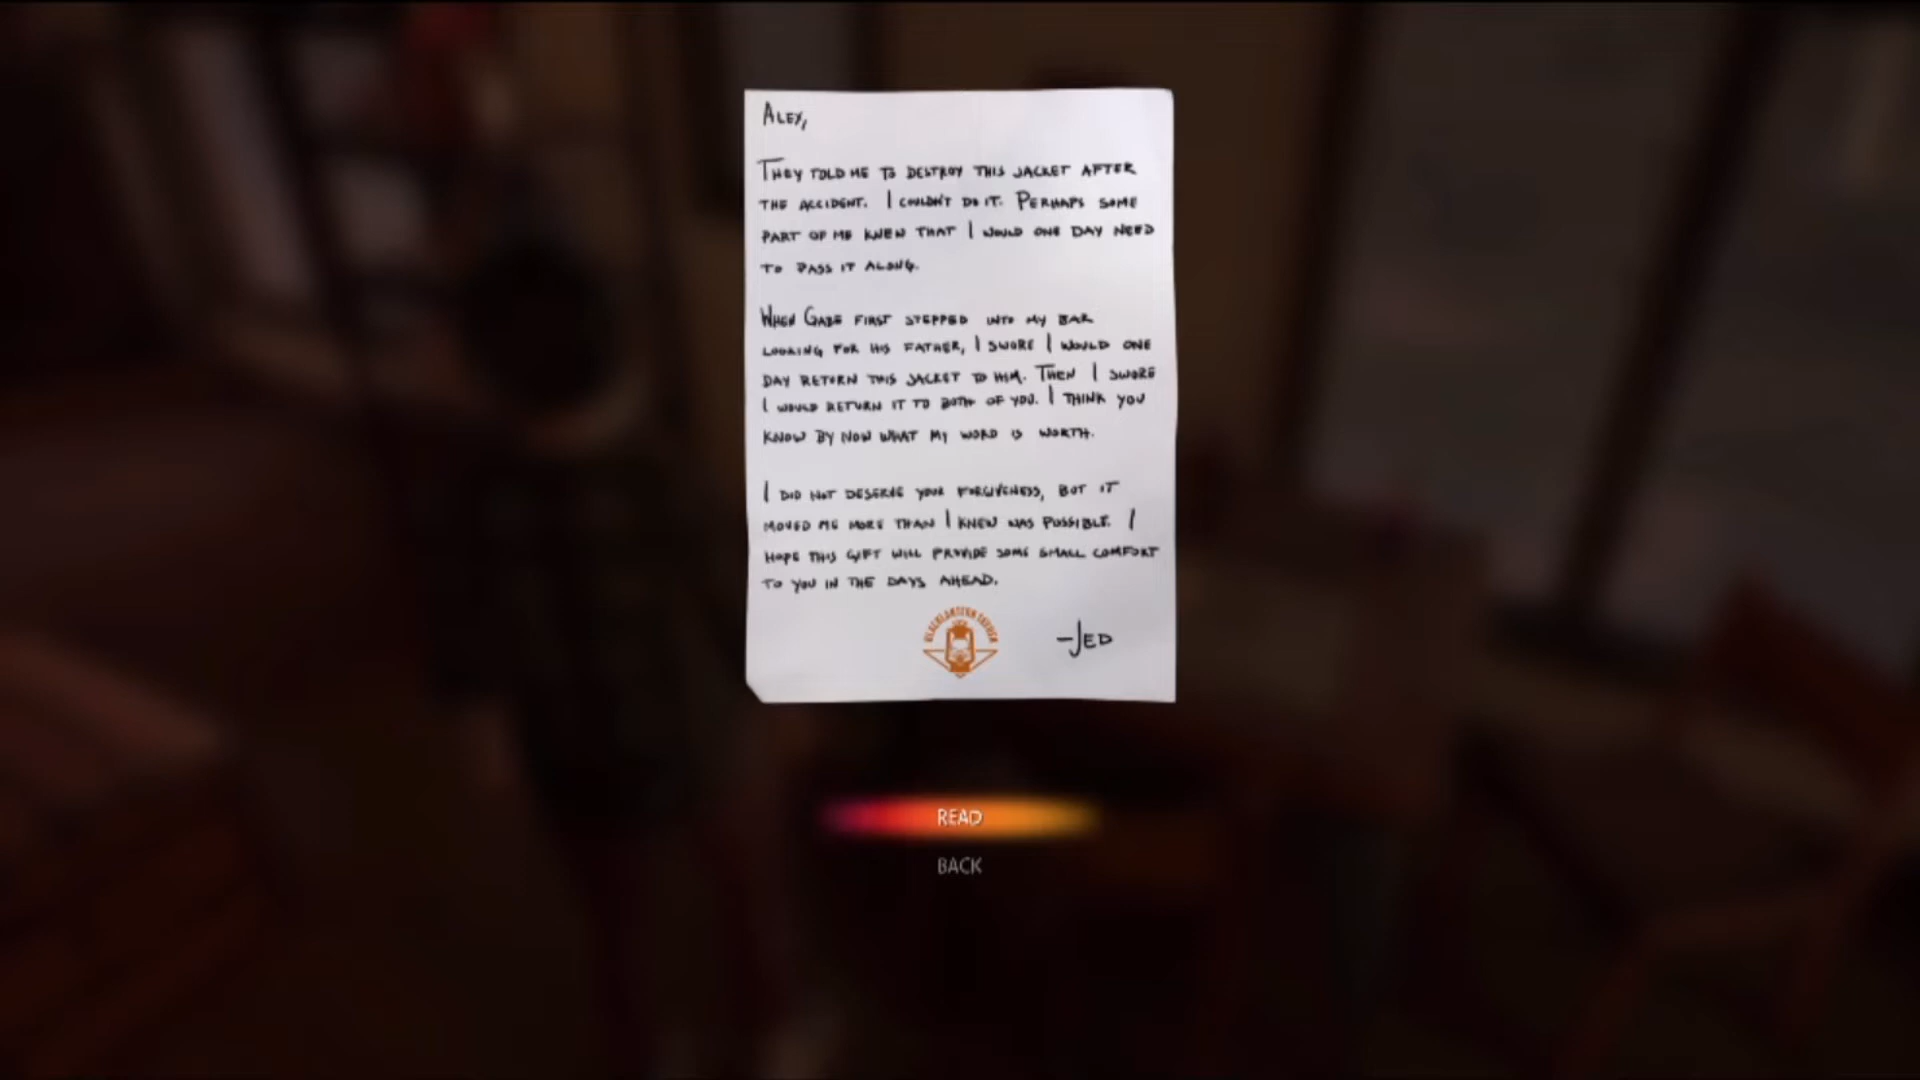 ALEX,
THEY TOLD ME TO DESTROY THIS JACKET AFTER
THE ACCIDENT. I COULDN'T DO IT. PERHAPS SOME
PART OF ME KNEW THAT I WOULD ONE DAY NEED
TO PASS IT ALONG.
WHEN GABE FIRST STEPPED INTO MY BAR
LOOKING FOR HIS FATHER, I SWORE I WOULD ONE
DAY RETURN THIS JACKET TO HIM. THEN I SWORE
I WOULD RETURN IT TO BOTH OF YOU. I THINK YOU
KNOW BY NOW WHAT MY WORD IS WORTH.
I DID NOT DESERVE YOUR FORGIVENESS, BUT IT
MOVED ME MORE THAN I KNEW WAS POSSIBLE. I
HOPE THIS GIFT WILL PROVIDE SOME SMALL COMFORT
TO YOU IN THE DAYS AHEAD.
BLACK LANTERN TAVERN
-JED
READ
BACK